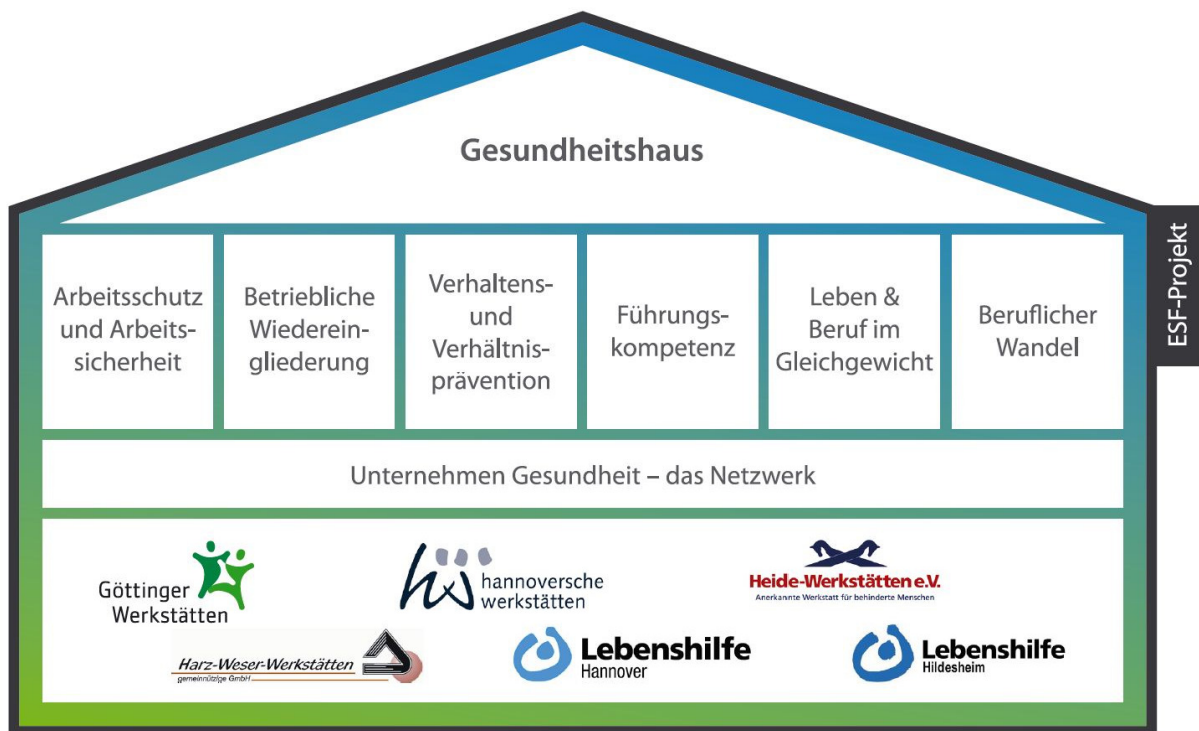 Gesundheitshaus
ESF-Projekt
Arbeitsschutz
und Arbeits-
sicherheit
Betriebliche
Wiederein-
gliederung
Verhaltens-
und
Verhältnis-
prävention
Führungs-
kompetenz
Leben &
Beruf im
Gleichgewicht
Beruflicher
Wandel
Unternehmen Gesundheit – das Netzwerk
Göttinger
Werkstätten
hw
hannoversche
werkstätten
Heide-Werkstätten e.V.
Anerkannte Werkstatt für behinderte Menschen
Harz-Weser-Werkstätten
gemeinnützige GmbH
Lebenshilfe
Hannover
Lebenshilfe
Hildesheim